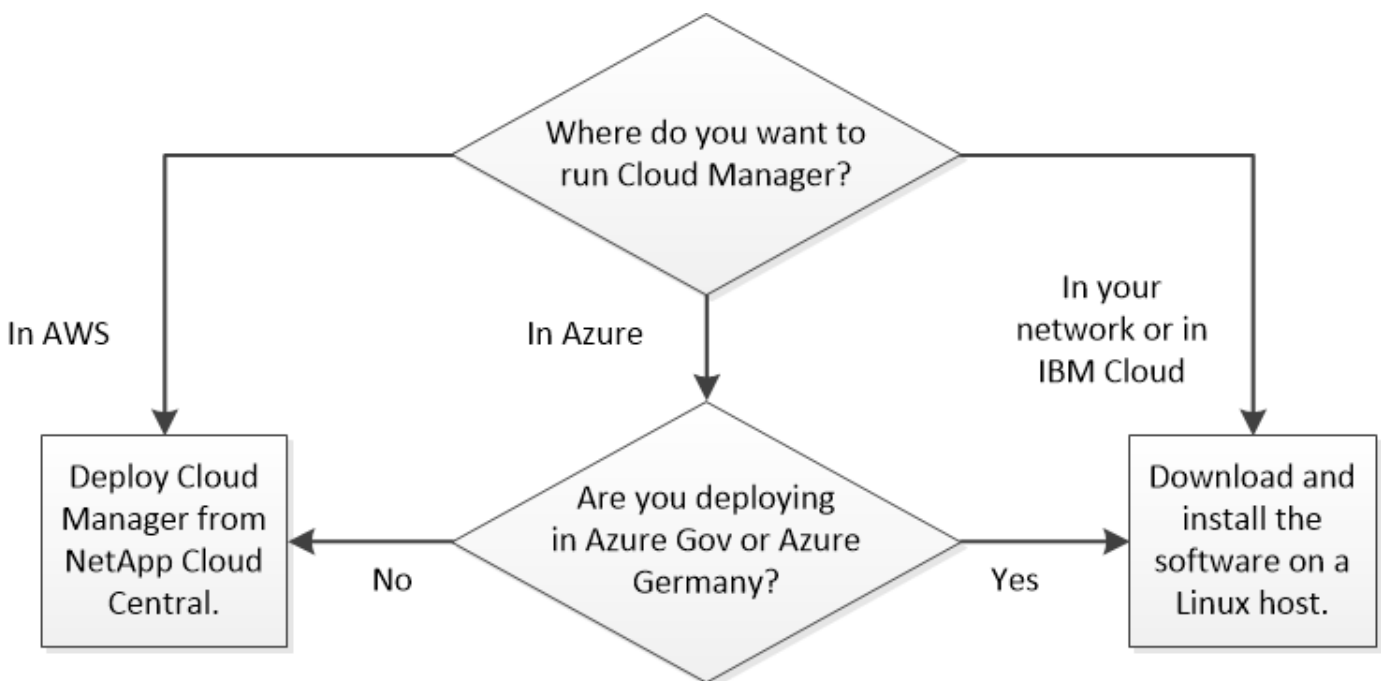 Where do you want to
run Cloud Manager?
In AWS
In Azure
In your
network or in
IBM Cloud
Deploy Cloud
Manager from
NetApp Cloud
Central.
Are you deploying
in Azure Gov or Azure
Germany?
Download and
install the
software on a
Linux host.
No
Yes